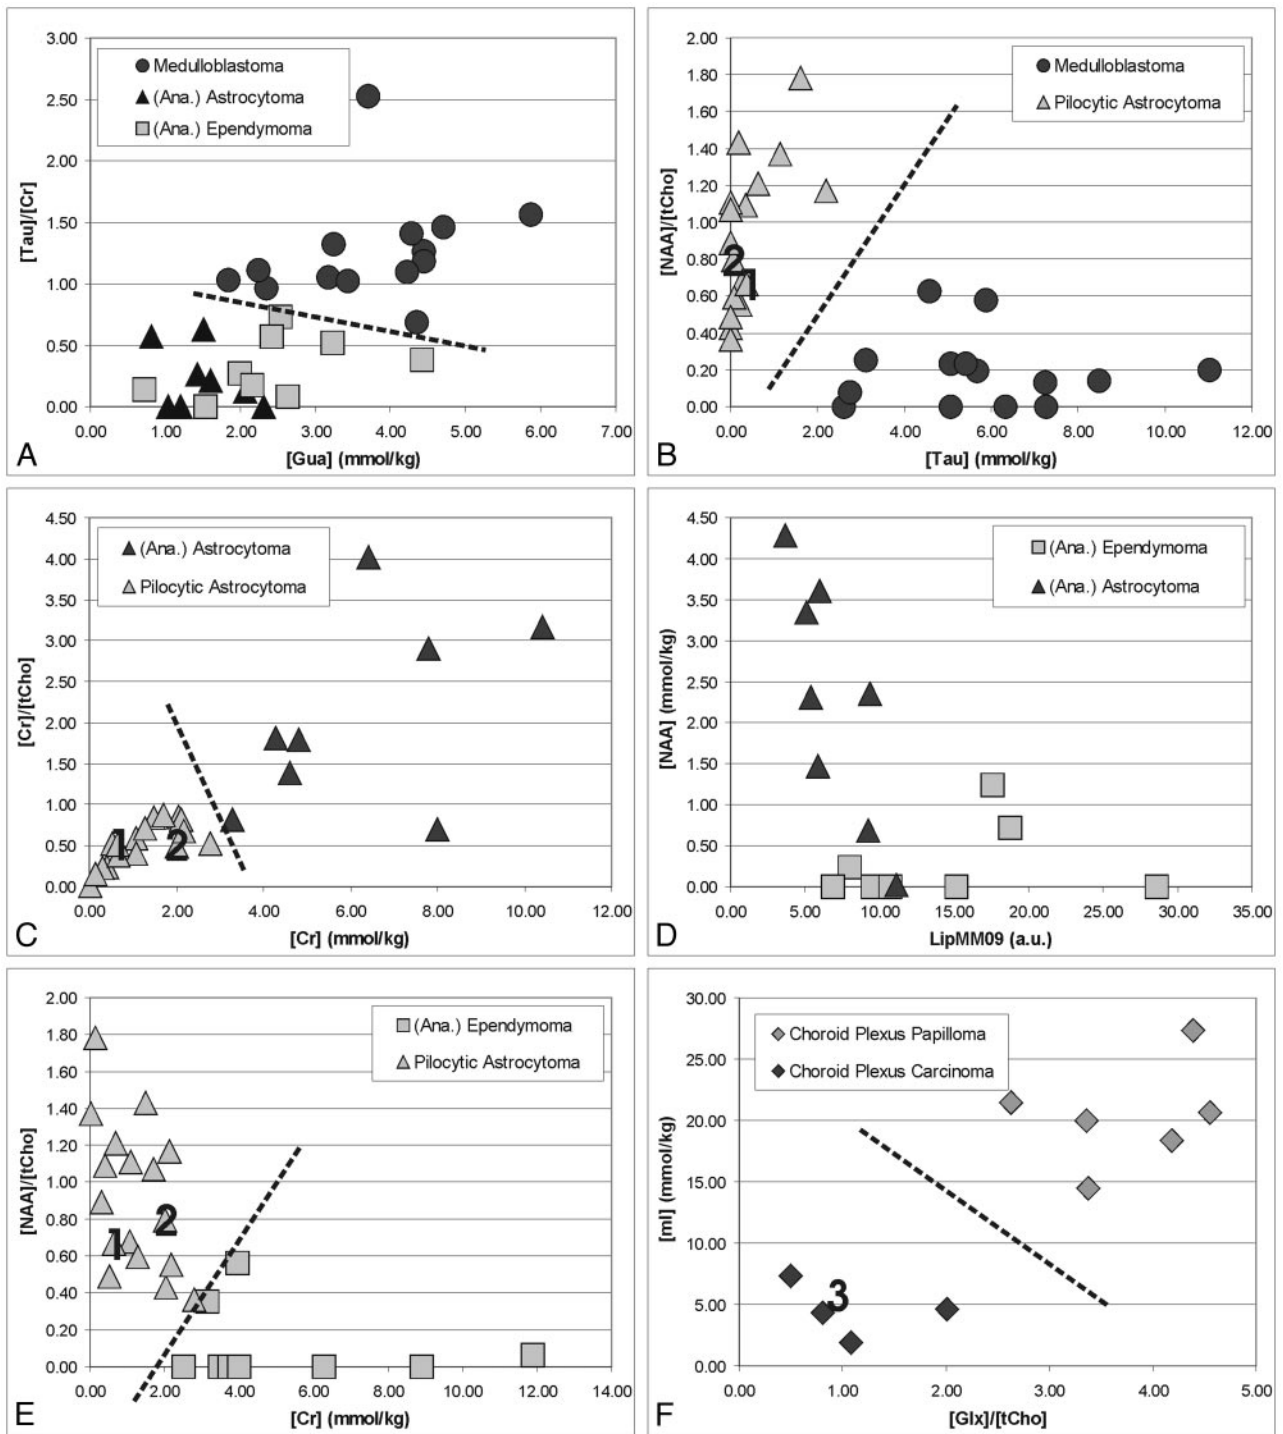 3.00
2.50
2.00
1.50
1.00
0.50
0.00
[Tau]/[Cr]
Medulloblastoma
(Ana.) Astrocytoma
(Ana.) Ependymoma
0.00 1.00 2.00 3.00 4.00 5.00 6.00 7.00
[Gua] (mmol/kg)
A
2.00
1.80
1.60
1.40
1.20
1.00
0.80
0.60
0.40
0.20
0.00
[NAA]/[tCho]
Medulloblastoma
Pilocytic Astrocytoma
2
1
0.00 2.00 4.00 6.00 8.00 10.00 12.00
[Tau] (mmol/kg)
B
4.50
4.00
3.50
3.00
2.50
2.00
1.50
1.00
0.50
0.00
[Cr]/[tCho]
(Ana.) Astrocytoma
Pilocytic Astrocytoma
1 2
0.00 2.00 4.00 6.00 8.00 10.00 12.00
[Cr] (mmol/kg)
C
4.50
4.00
3.50
3.00
2.50
2.00
1.50
1.00
0.50
0.00
[NAA] (mmol/kg)
(Ana.) Ependymoma
(Ana.) Astrocytoma
0.00 5.00 10.00 15.00 20.00 25.00 30.00 35.00
LipMM09 (a.u.)
D
2.00
1.80
1.60
1.40
1.20
1.00
0.80
0.60
0.40
0.20
0.00
[NAA]/[tCho]
(Ana.) Ependymoma
Pilocytic Astrocytoma
2
1
0.00 2.00 4.00 6.00 8.00 10.00 12.00 14.00
[Cr] (mmol/kg)
E
30.00
25.00
20.00
15.00
10.00
5.00
0.00
[mI] (mmol/kg)
Choroid Plexus Papilloma
Choroid Plexus Carcinoma
3
0.00 1.00 2.00 3.00 4.00 5.00
[Glx]/[tCho]
F